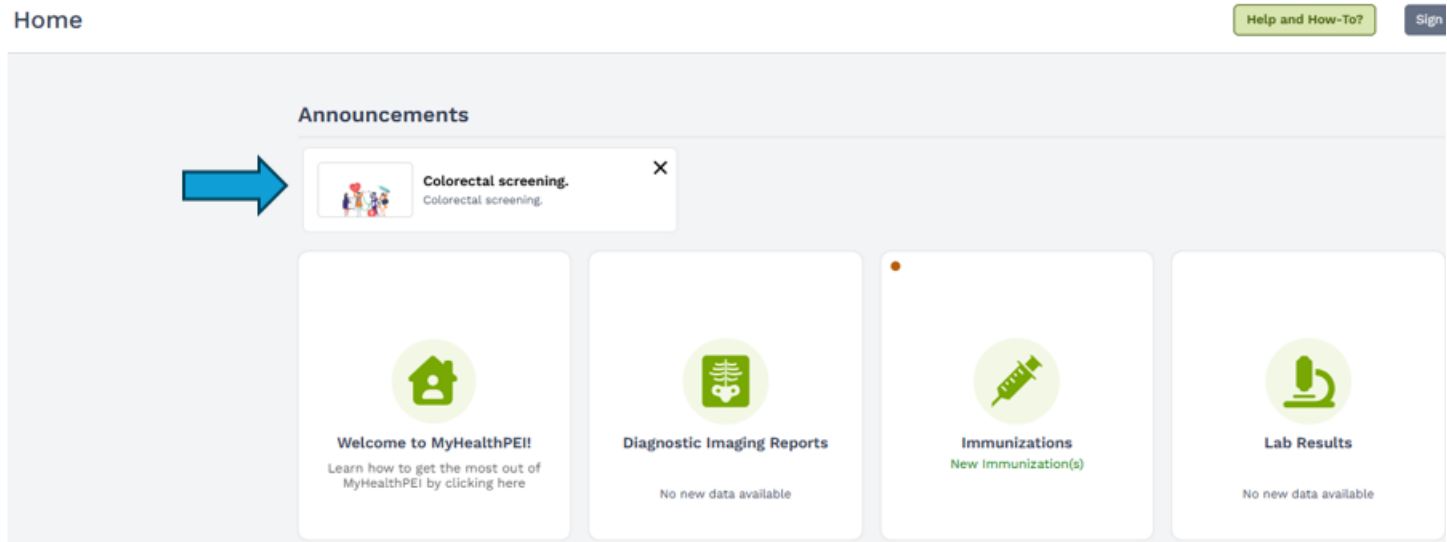 Home
Help and How-To?
Sign
Announcements
Colorectal screening.
Colorectal screening.
Welcome to MyHealthPEI!
Learn how to get the most out of
MyHealthPEI by clicking here
Diagnostic Imaging Reports
No new data available
Immunizations
New Immunization(s)
Lab Results
No new data available